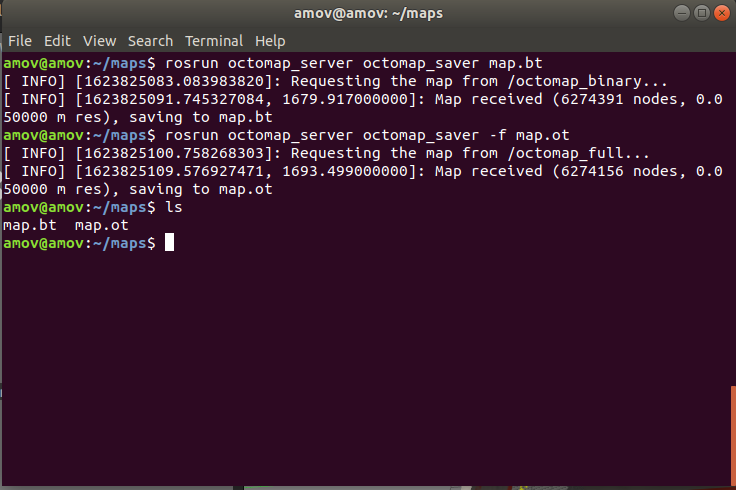 amov@amov: ~/maps
File Edit View Search Terminal Help
amov@amov:~/maps$ rosrun octomap_server octomap_saver map.bt
[ INFO] [1623825083.083983820]: Requesting the map from /octomap_binary...
[ INFO] [1623825091.745327084, 1679.917000000]: Map received (6274391 nodes, 0.0
50000 m res), saving to map.bt
amov@amov:~/maps$ rosrun octomap_server octomap_saver -f map.ot
[ INFO] [1623825100.758268303]: Requesting the map from /octomap_full...
[ INFO] [1623825109.576927471, 1693.499000000]: Map received (6274156 nodes, 0.0
50000 m res), saving to map.ot
amov@amov:~/maps$ ls
map.bt  map.ot
amov@amov:~/maps$